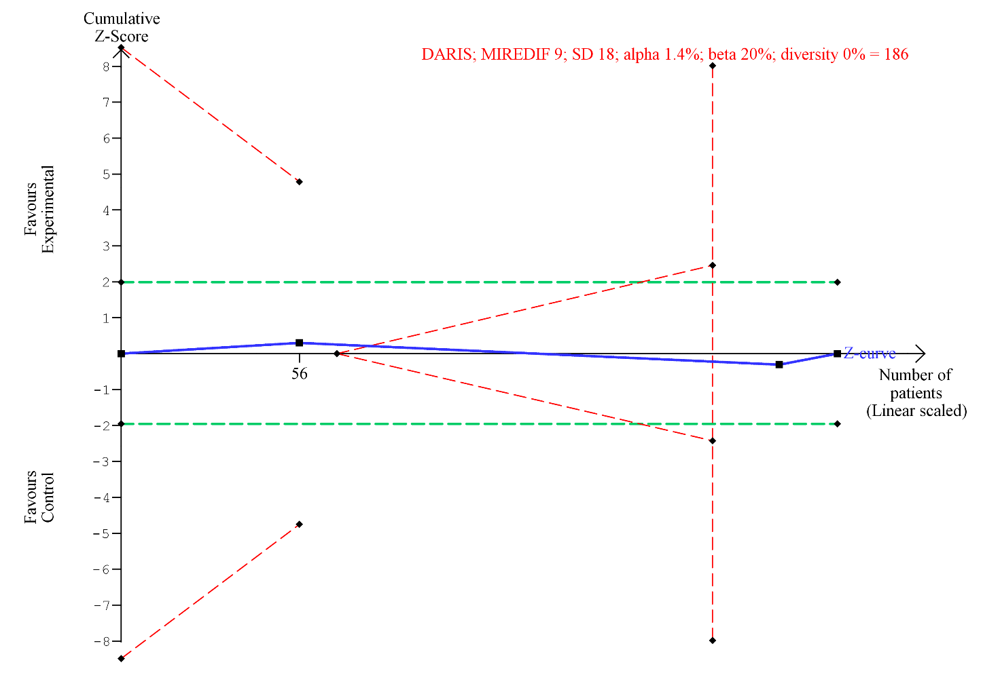 Cumulative
Z-Score
DARIS; MIREDIF 9; SD 18; alpha 1.4%; beta 20%; diversity 0% = 186
8
7
6
5
4
3
2
1
-1
-2
-3
-4
-5
-6
-7
-8
Favours
Experimental
Favours
Control
56
Z-curve
Number of
patients
(Linear scaled)